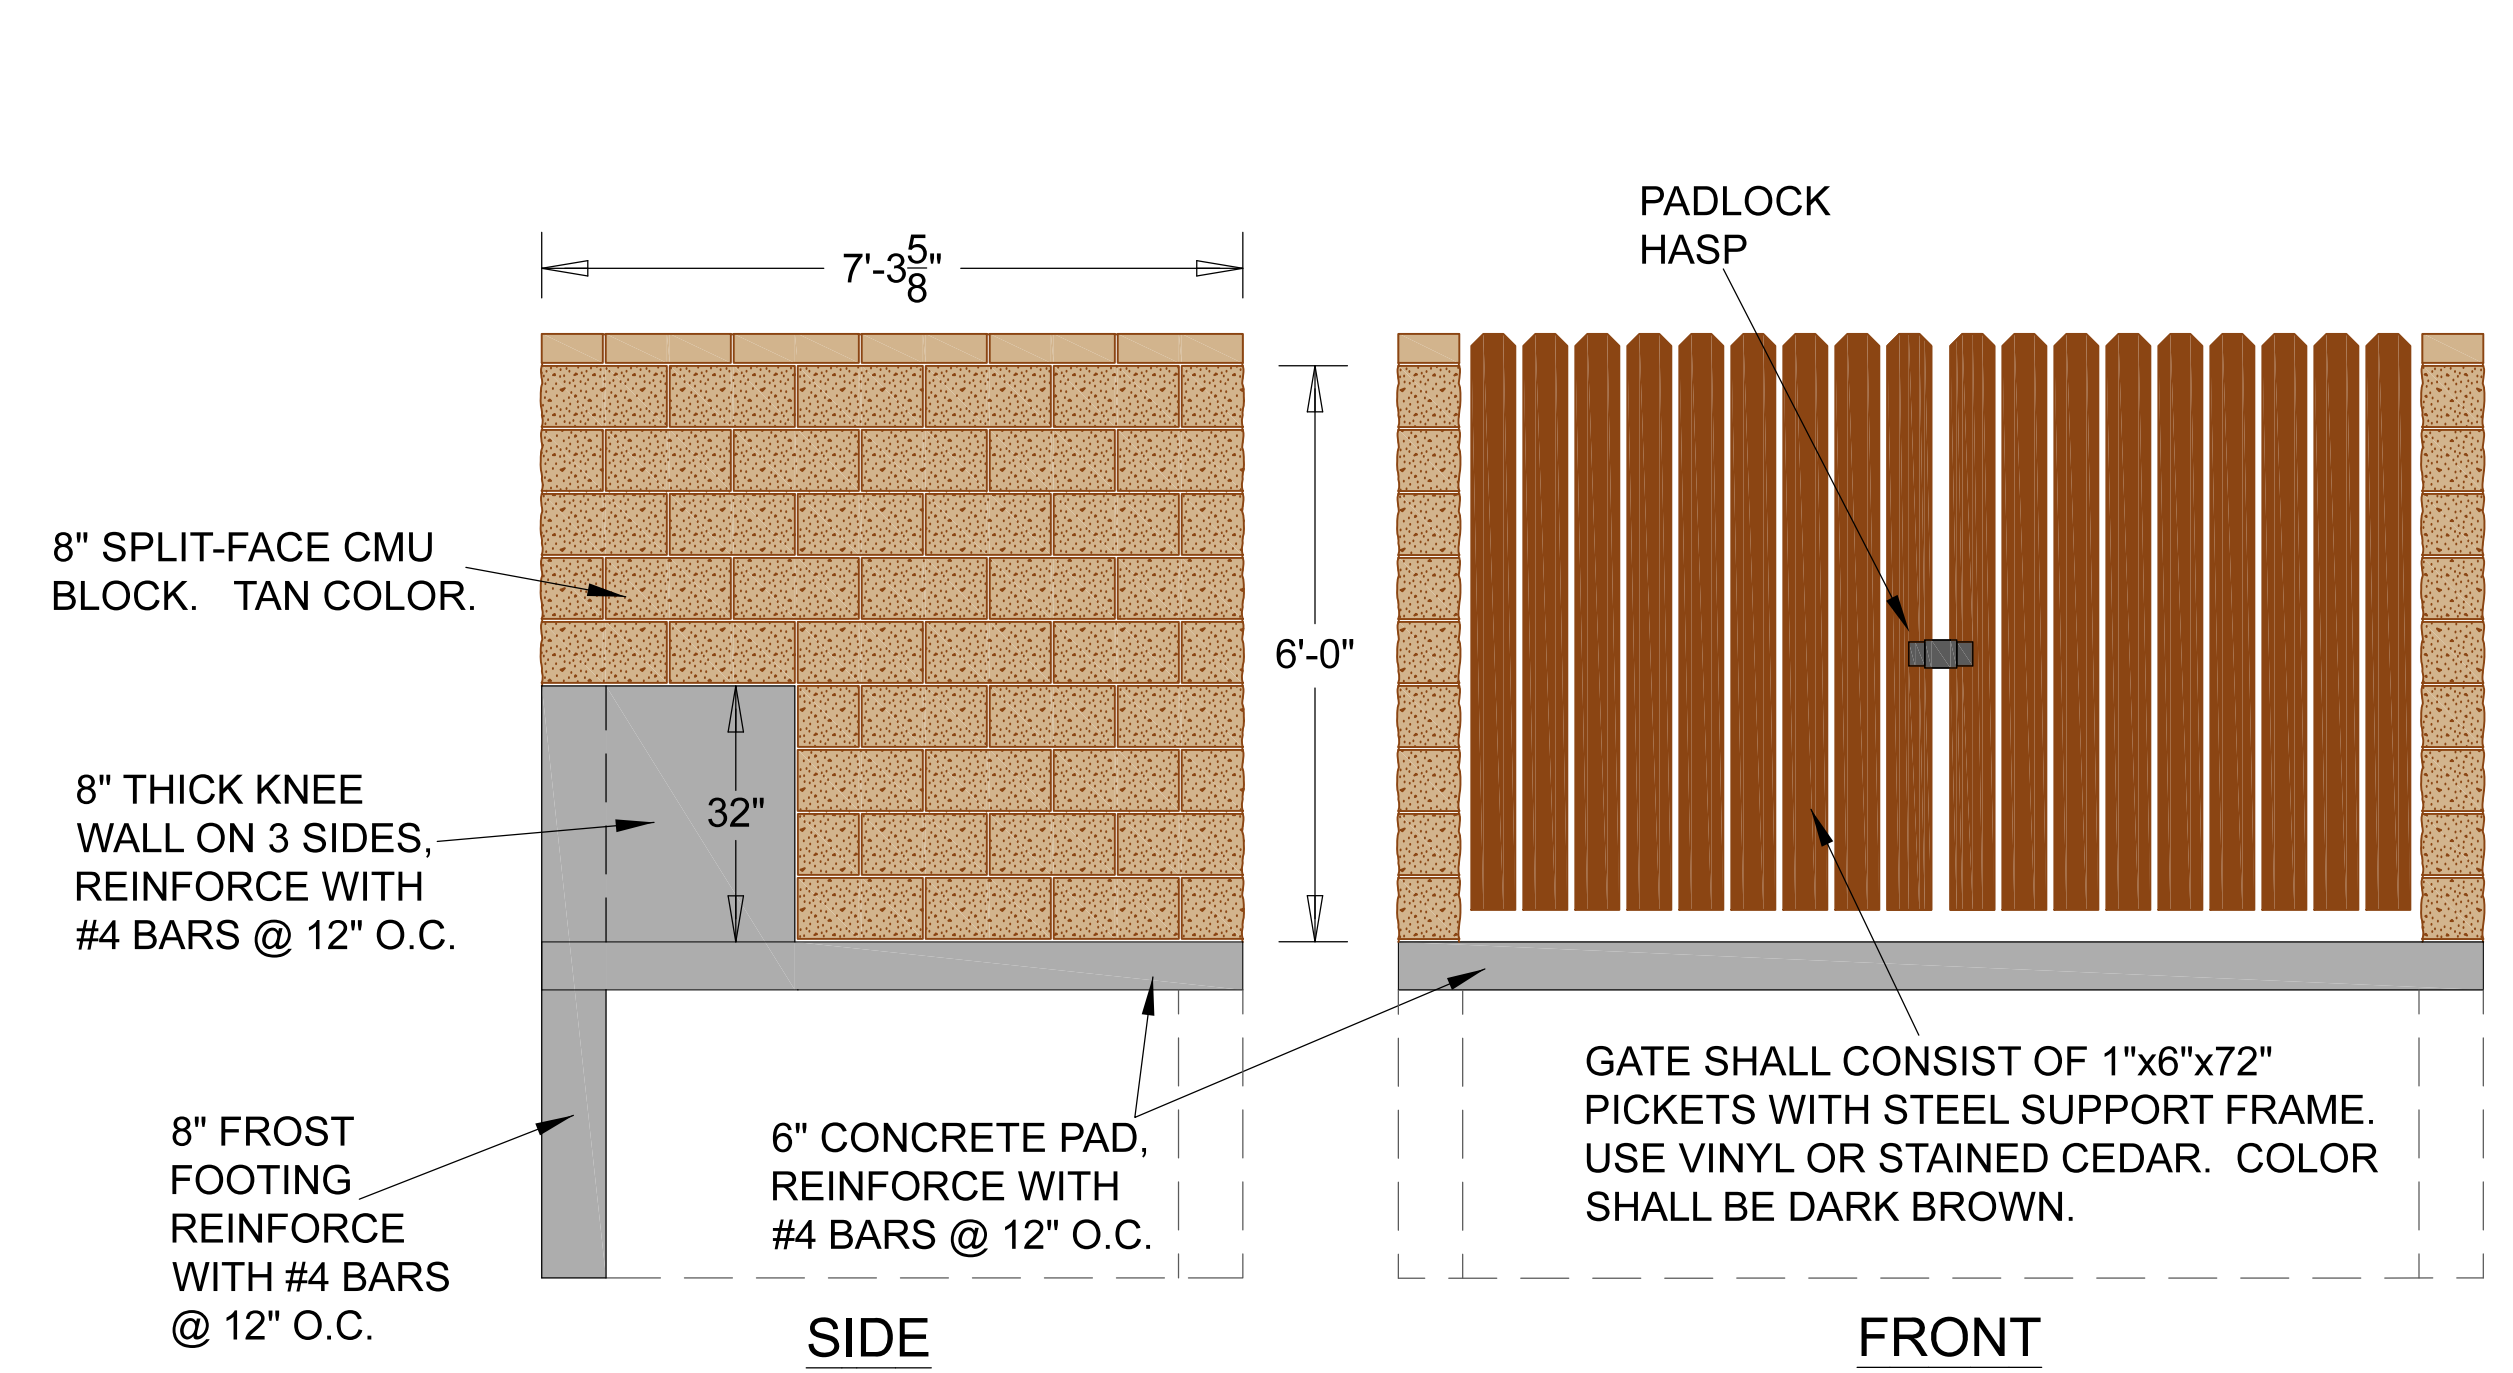 PADLOCK
HASP
7'-3 5/8"
8" SPLIT-FACE CMU
BLOCK. TAN COLOR.
6'-0"
8" THICK KNEE
WALL ON 3 SIDES,
REINFORCE WITH
#4 BARS @ 12" O.C.
32"
8" FROST
FOOTING
REINFORCE
WITH #4 BARS
@ 12" O.C.
6" CONCRETE PAD,
REINFORCE WITH
#4 BARS @ 12" O.C.
GATE SHALL CONSIST OF 1"x6"x72"
PICKETS WITH STEEL SUPPORT FRAME.
USE VINYL OR STAINED CEDAR. COLOR
SHALL BE DARK BROWN.
SIDE
FRONT